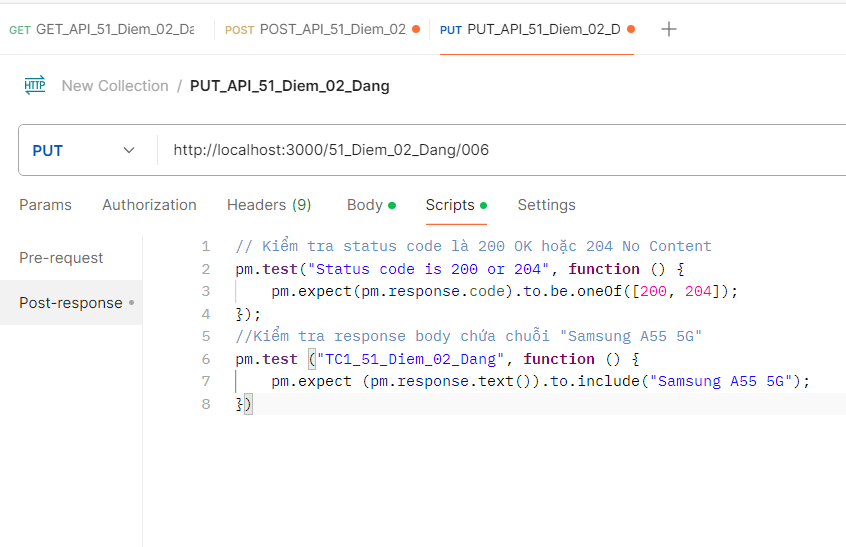 GET GET_API_51_Diem_02_Da POST POST_API_51_Diem_02 PUT PUT_API_51_Diem_02_D
HTTP New Collection / PUT_API_51_Diem_02_Dang
PUT http://localhost:3000/51_Diem_02_Dang/006
Params Authorization Headers (9) Body Scripts Settings
Pre-request
Post-response
1 // Kiểm tra status code là 200 OK hoặc 204 No Content
2 pm.test("Status code is 200 or 204", function () {
3 pm.expect(pm.response.code).to.be.oneOf([200, 204]);
4 });
5 //Kiểm tra response body chứa chuỗi "Samsung A55 5G"
6 pm.test ("TC1_51_Diem_02_Dang", function () {
7 pm.expect (pm.response.text()).to.include("Samsung A55 5G");
8 })